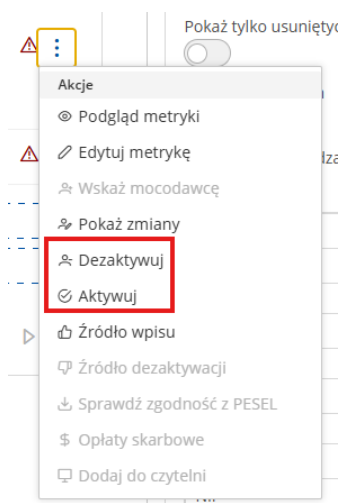 Pokaż tylko usunięty
Akcje
Podgląd metryki
Edytuj metrykę
Wskaż mocodawcę
Pokaż zmiany
Dezaktywuj
Aktywuj
Źródło wpisu
Źródło dezaktywacji
Sprawdź zgodność z PESEL
Opłaty skarbowe
Dodaj do czytelni